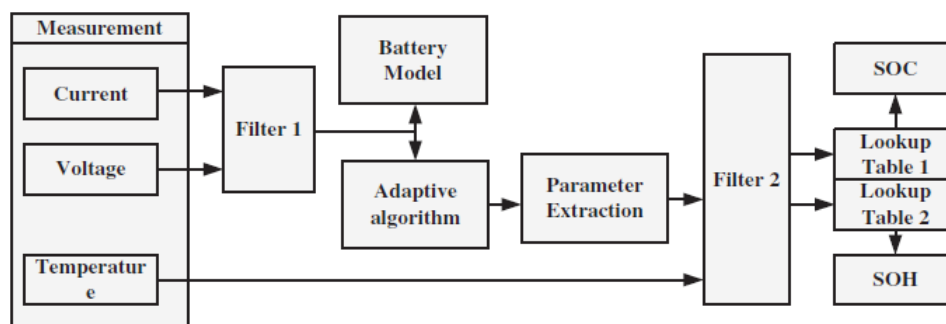 Measurement
Current
Voltage
Temperatur
e
Filter 1
Battery
Model
Adaptive
algorithm
Parameter
Extraction
Filter 2
SOC
Lookup
Table 1
Lookup
Table 2
SOH